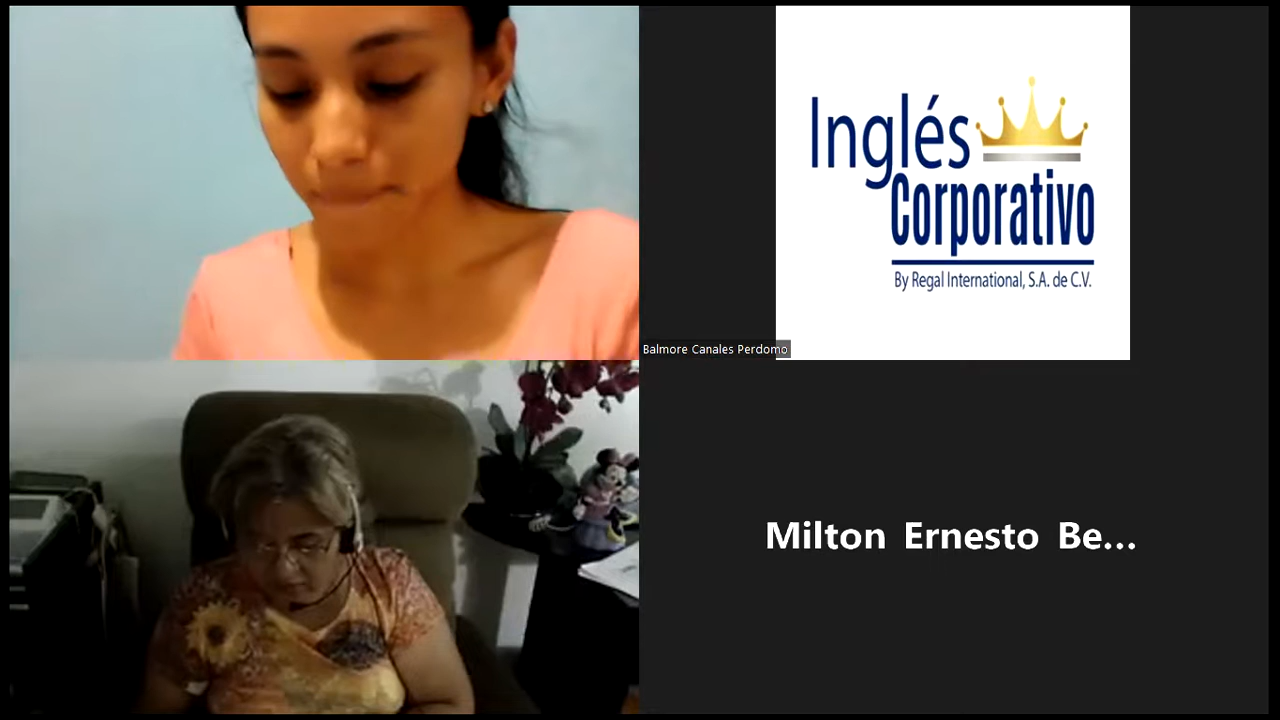 Inglés
Corporativo
By Regal International, S.A. de C.V.
Balmore Canales Perdomo
Milton Ernesto Be...